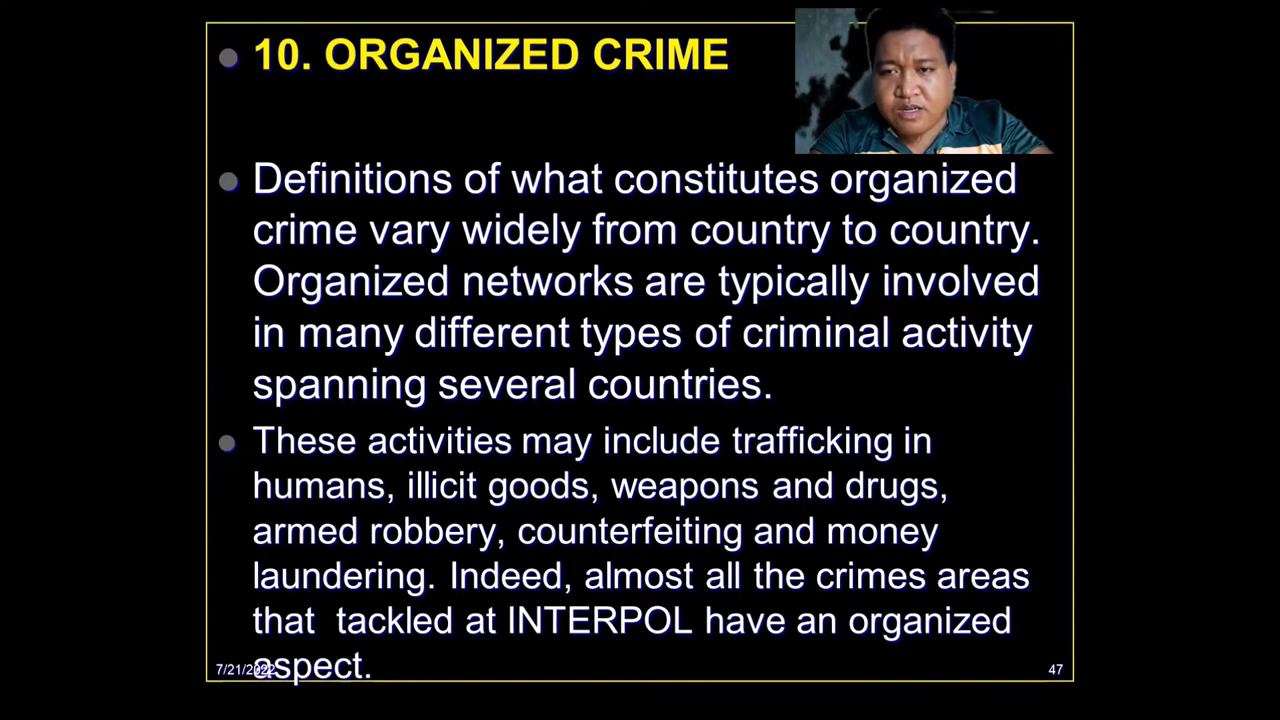 10. ORGANIZED CRIME
Definitions of what constitutes organized
crime vary widely from country to country.
Organized networks are typically involved
in many different types of criminal activity
spanning several countries.
These activities may include trafficking in
humans, illicit goods, weapons and drugs,
armed robbery, counterfeiting and money
laundering. Indeed, almost all the crimes areas
that tackled at INTERPOL have an organized
aspect.
7/21/2022
47